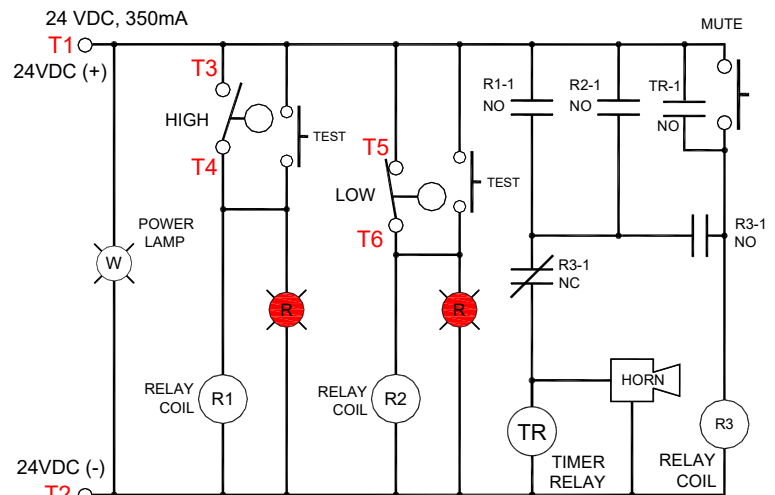 24 VDC, 350mA
T1
24VDC (+)
MUTE
T3
HIGH
T4
TEST
T5
LOW
T6
TEST
R1-1
NO
R2-1
NO
TR-1
NO
R3-1
NO
R3-1
NC
POWER
LAMP
W
R
R
RELAY
COIL
R1
RELAY
COIL
R2
HORN
TR
TIMER
RELAY
R3
RELAY
COIL
24VDC (-)
T2